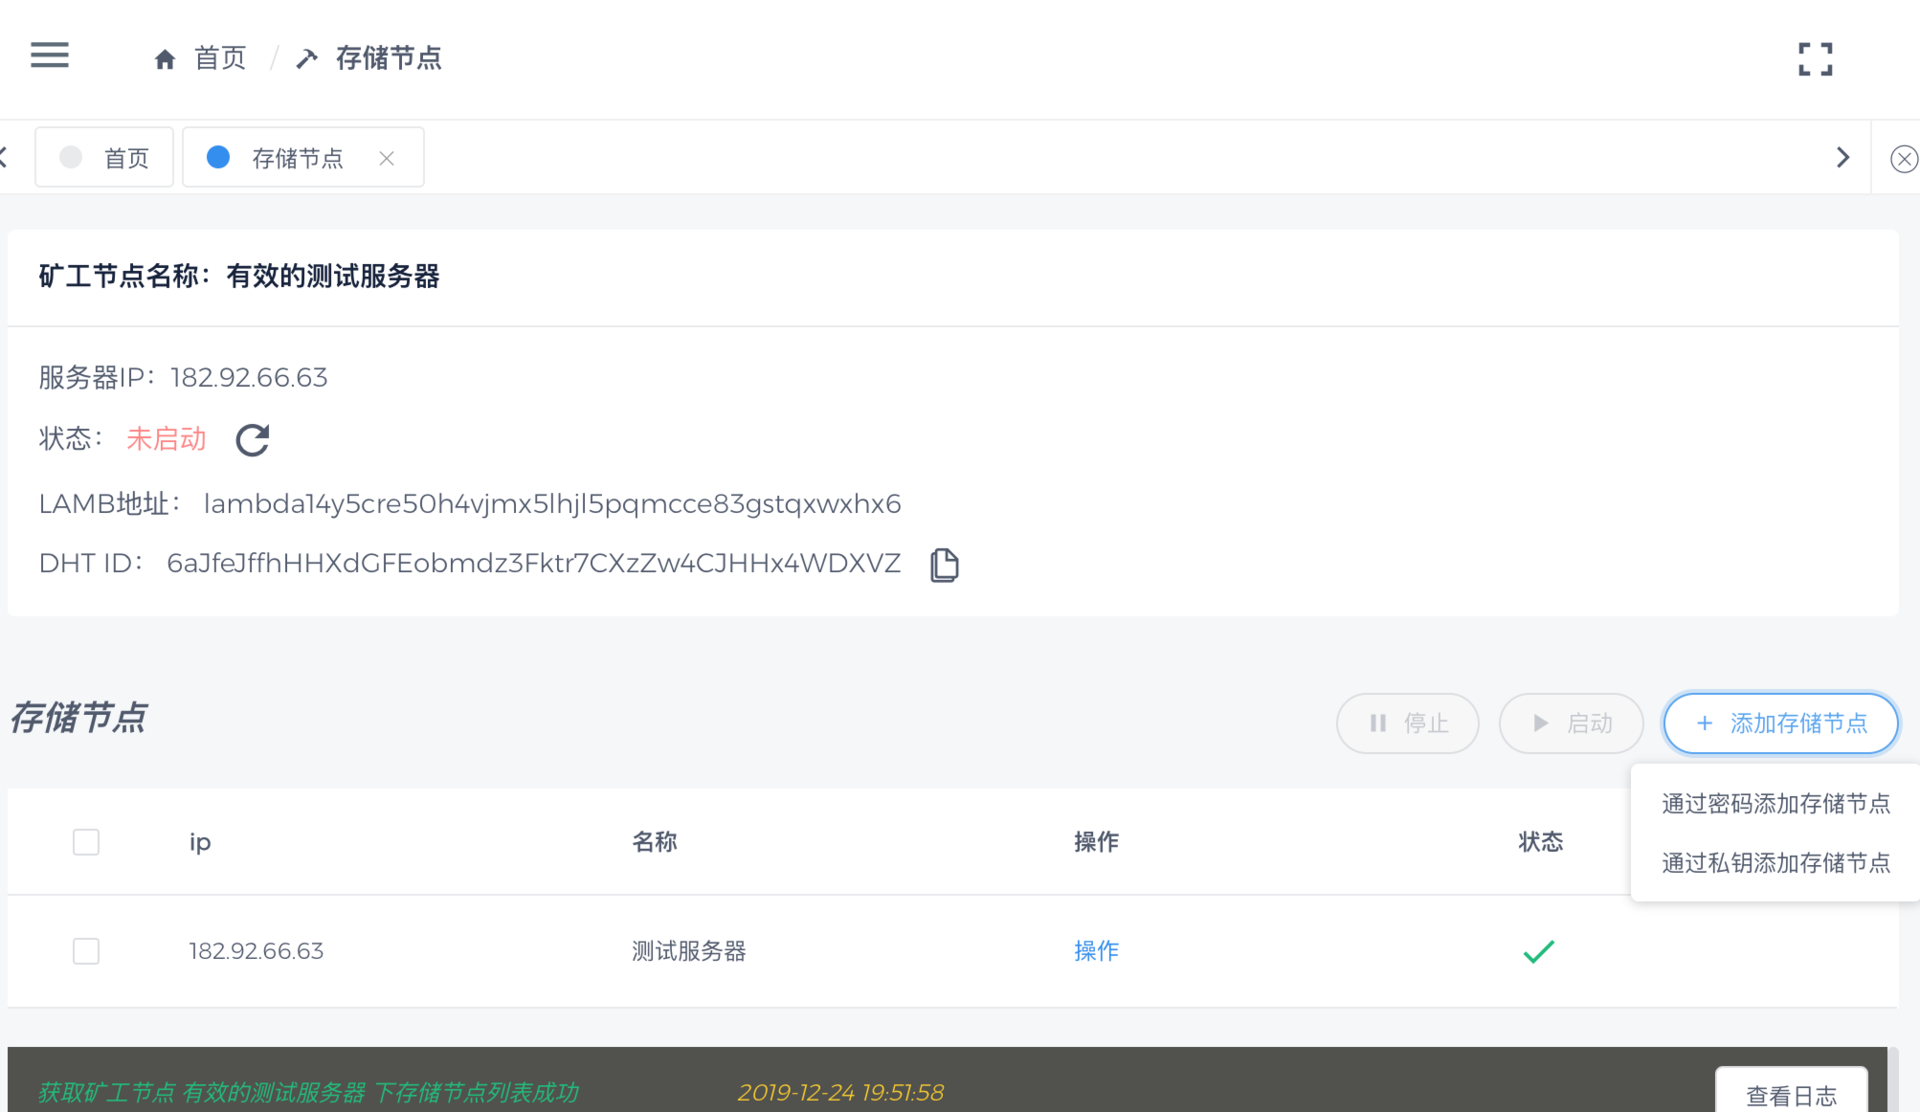 首页 / 存储节点
首页 存储节点
矿工节点名称：有效的测试服务器
服务器IP：182.92.66.63
状态： 未启动
LAMB地址： lambda14y5cre50h4vjmx5lhjl5pqmcce83gstqxwxhx6
DHT ID： 6aJfeJffhHHXdGFEobmdz3Fktr7CXzZw4CJHHx4WDXVZ
存储节点 停止 启动 + 添加存储节点
通过密码添加存储节点
ip 名称 操作 状态
通过私钥添加存储节点
182.92.66.63 测试服务器 操作
获取矿工节点 有效的测试服务器 下存储节点列表成功 2019-12-24 19:51:58 查看日志